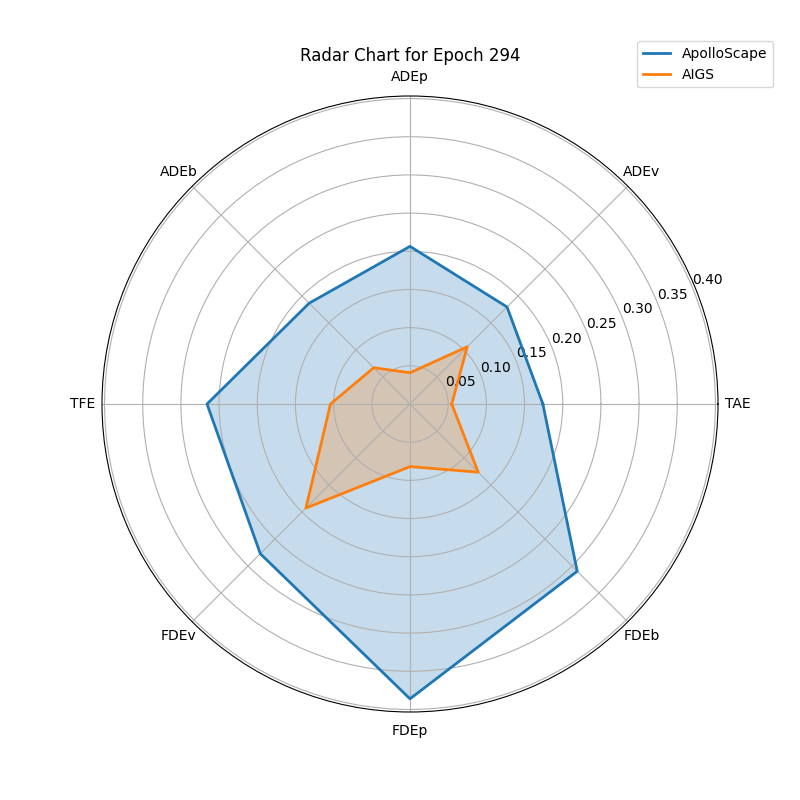 Radar Chart for Epoch 294
ApolloScape
AIGS
ADEp
ADEb
ADEv
0.40
0.35
0.30
0.25
0.20
0.15
0.10
0.05
TFE
TAE
FDEv
FDEb
FDEp